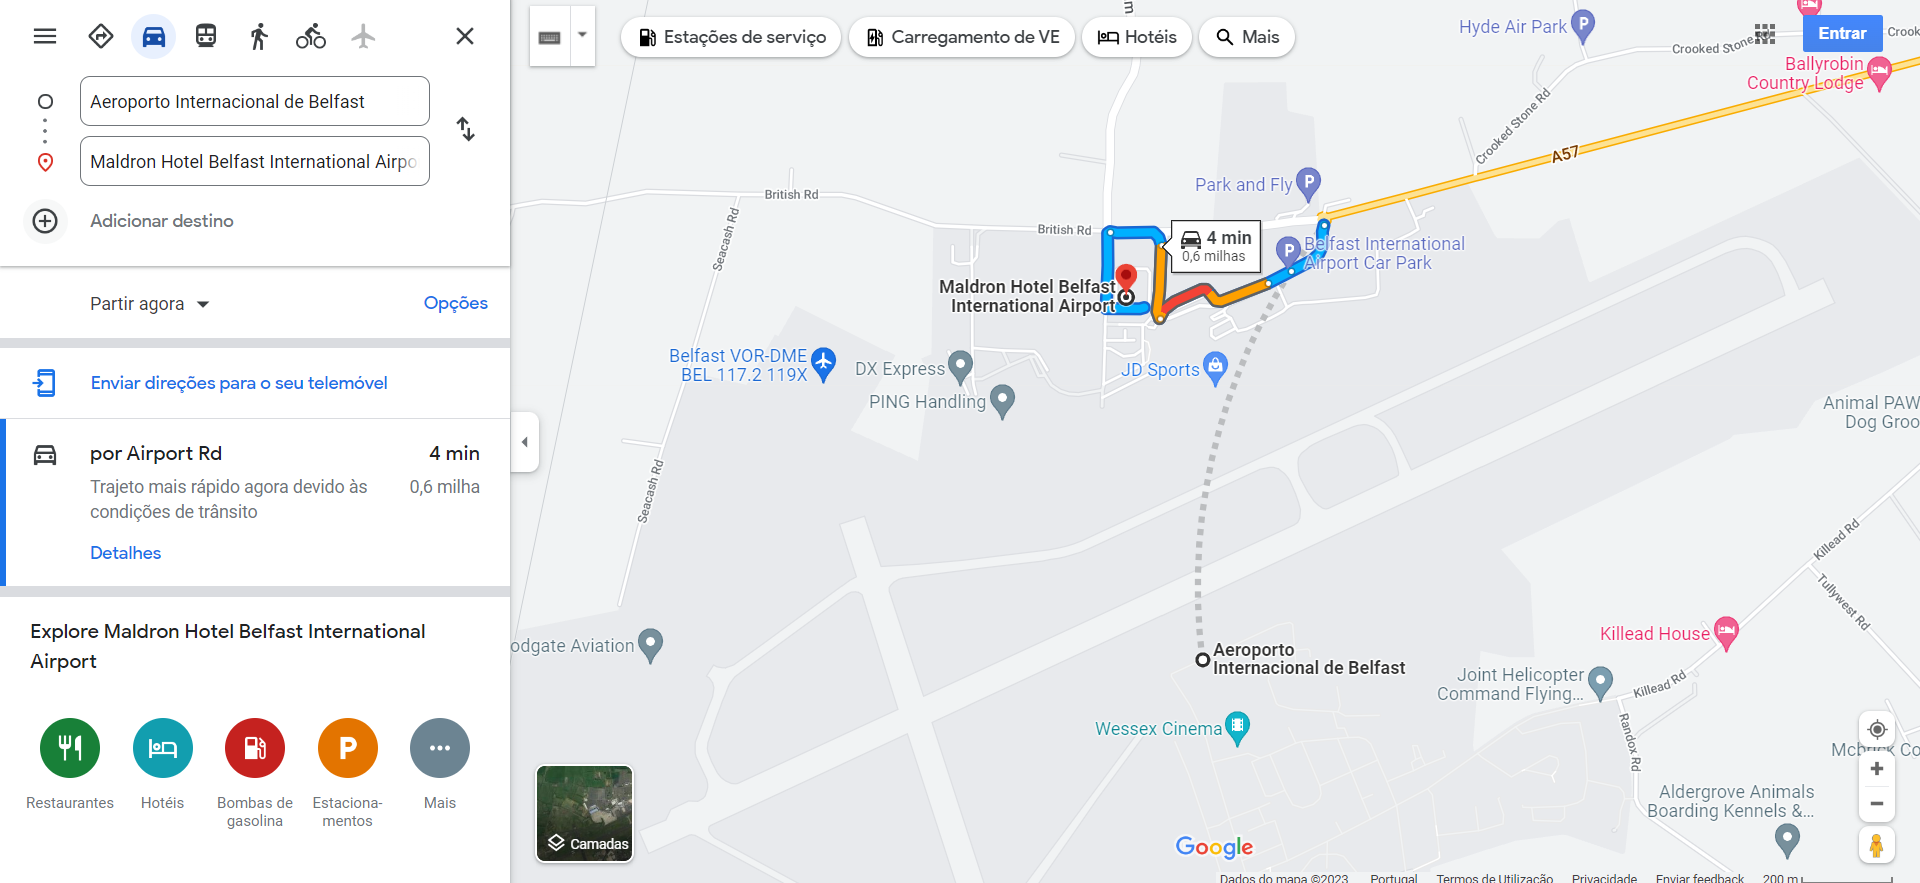 Aeroporto Internacional de Belfast
Maldron Hotel Belfast International Airpo
Adicionar destino
Partir agora
Opções
Enviar direções para o seu telemóvel
por Airport Rd
4 min
Trajeto mais rápido agora devido às
0,6 milha
condições de trânsito
Detalhes
Explore Maldron Hotel Belfast International
Airport
Restaurantes
Hotéis
Bombas de
gasolina
Estaciona-
mentos
Mais
Estações de serviço
Carregamento de VE
Hotéis
Mais
Entrar
Hyde Air Park
P
Crooked Stone
Crook
Ballyrobin
Country Lodge
Crooked Stone Rd
A57
Park and Fly
P
British Rd
British Rd
Seacash Rd
4 min
0,6 milhas
P
Belfast International
Airport Car Park
Maldron Hotel Belfast
International Airport
Belfast VOR-DME
BEL 117.2 119X
DX Express
JD Sports
PING Handling
Animal PAW
Dog Groo
Seacash Rd
Killead Rd
Tullywest Rd
odgate Aviation
Killead House
Aeroporto
Internacional de Belfast
Joint Helicopter
Command Flying...
Killead Rd
Wessex Cinema
Randox Rd
Mcbrick Co
Aldergrove Animals
Boarding Kennels &...
P
Camadas
Google
Dados do mapa ©2023
Portugal
Termos de Utilização
Privacidade
Enviar feedback
200 m